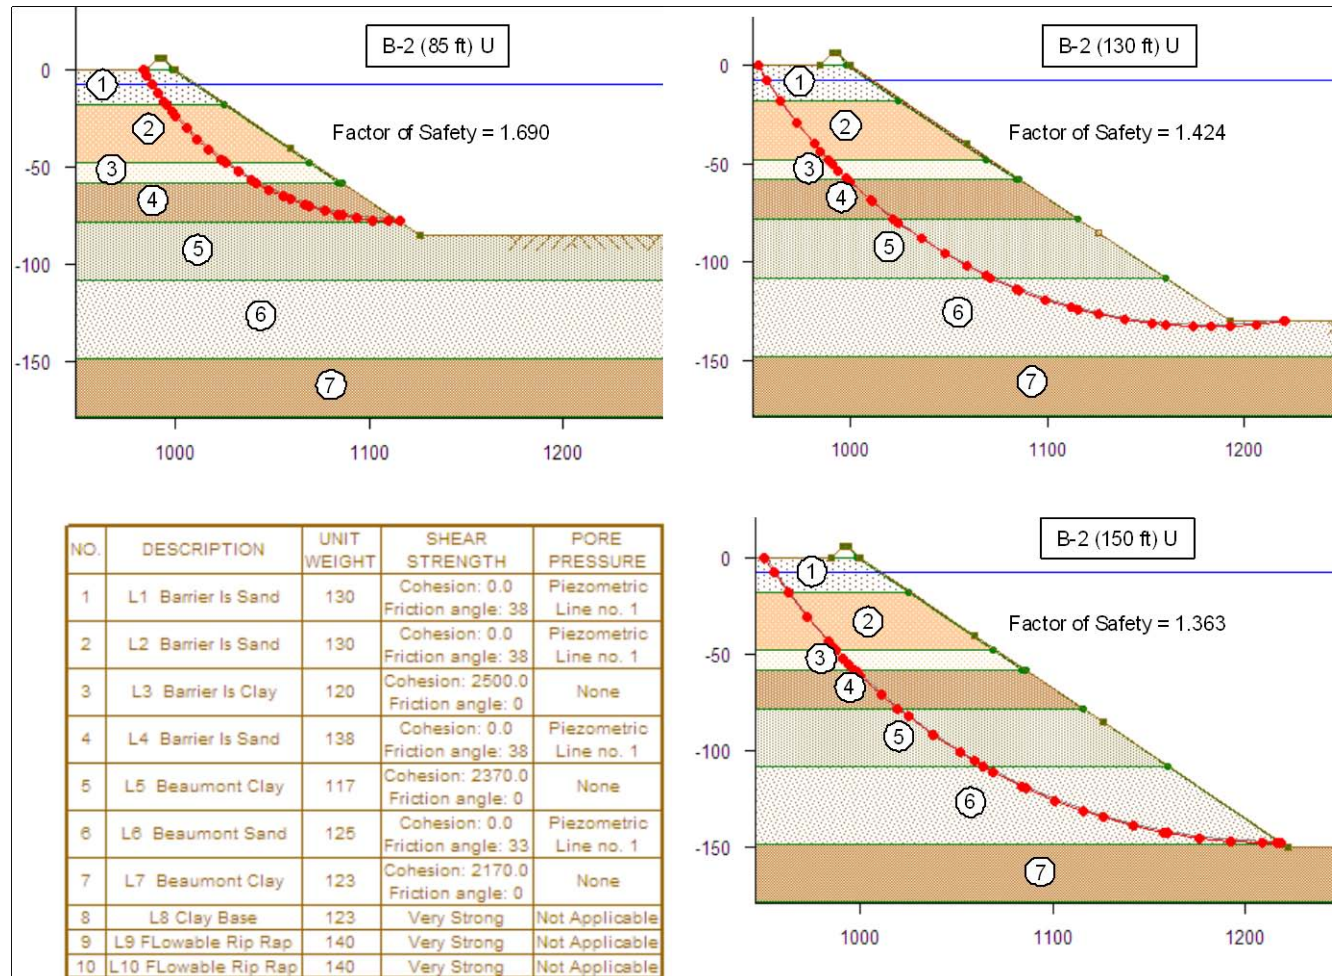 B-2 (85 ft) U
Factor of Safety = 1.690
0
-50
-100
-150
1
2
3
4
5
6
7
1000
1100
1200
B-2 (130 ft) U
Factor of Safety = 1.424
0
-50
-100
-150
1
2
3
4
5
6
7
1000
1100
1200
NO.
DESCRIPTION
UNIT
WEIGHT
SHEAR
STRENGTH
PORE
PRESSURE
1
L1 Barrier Is Sand
130
Cohesion: 0.0
Friction angle: 38
Piezometric
Line no. 1
2
L2 Barrier Is Sand
130
Cohesion: 0.0
Friction angle: 38
Piezometric
Line no. 1
3
L3 Barrier Is Clay
120
Cohesion: 2500.0
Friction angle: 0
None
4
L4 Barrier Is Sand
138
Cohesion: 0.0
Friction angle: 38
Piezometric
Line no. 1
5
L5 Beaumont Clay
117
Cohesion: 2370.0
Friction angle: 0
None
6
L6 Beaumont Sand
125
Cohesion: 0.0
Friction angle: 33
Piezometric
Line no. 1
7
L7 Beaumont Clay
123
Cohesion: 2170.0
Friction angle: 0
None
8
L8 Clay Base
123
Very Strong
Not Applicable
9
L9 FLowable Rip Rap
140
Very Strong
Not Applicable
10
L10 FLowable Rip Rap
140
Very Strong
Not Applicable
B-2 (150 ft) U
Factor of Safety = 1.363
0
-50
-100
-150
1
2
3
4
5
6
7
1000
1100
1200